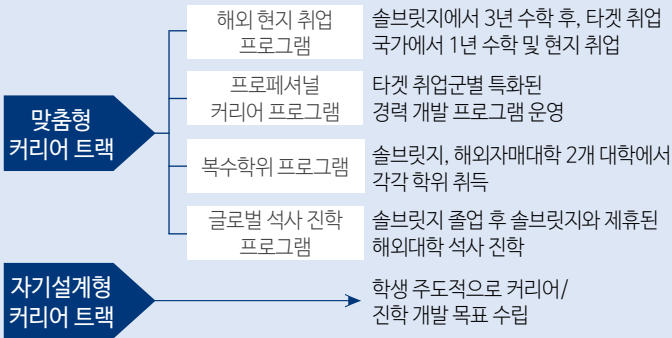 맞춤형
커리어 트랙
해외 현지 취업
프로그램
솔브릿지에서 3년 수학 후, 타겟 취업
국가에서 1년 수학 및 현지 취업
프로페셔널
커리어 프로그램
타겟 취업군별 특화된
경력 개발 프로그램 운영
복수학위 프로그램
솔브릿지, 해외자매대학 2개 대학에서
각각 학위 취득
글로벌 석사 진학
프로그램
솔브릿지 졸업 후 솔브릿지와 제휴된
해외대학 석사 진학
자기설계형
커리어 트랙
학생 주도적으로 커리어/
진학 개발 목표 수립